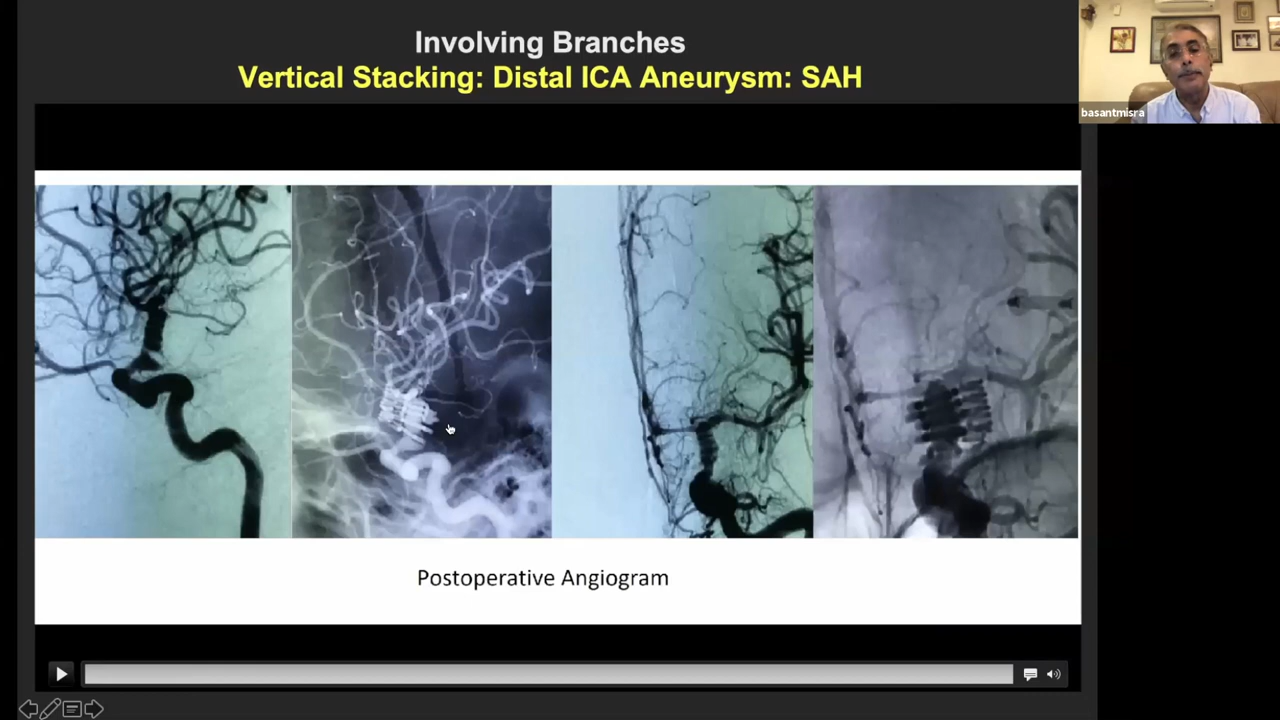 Involving Branches
Vertical Stacking: Distal ICA Aneurysm: SAH
basantmisra
Postoperative Angiogram